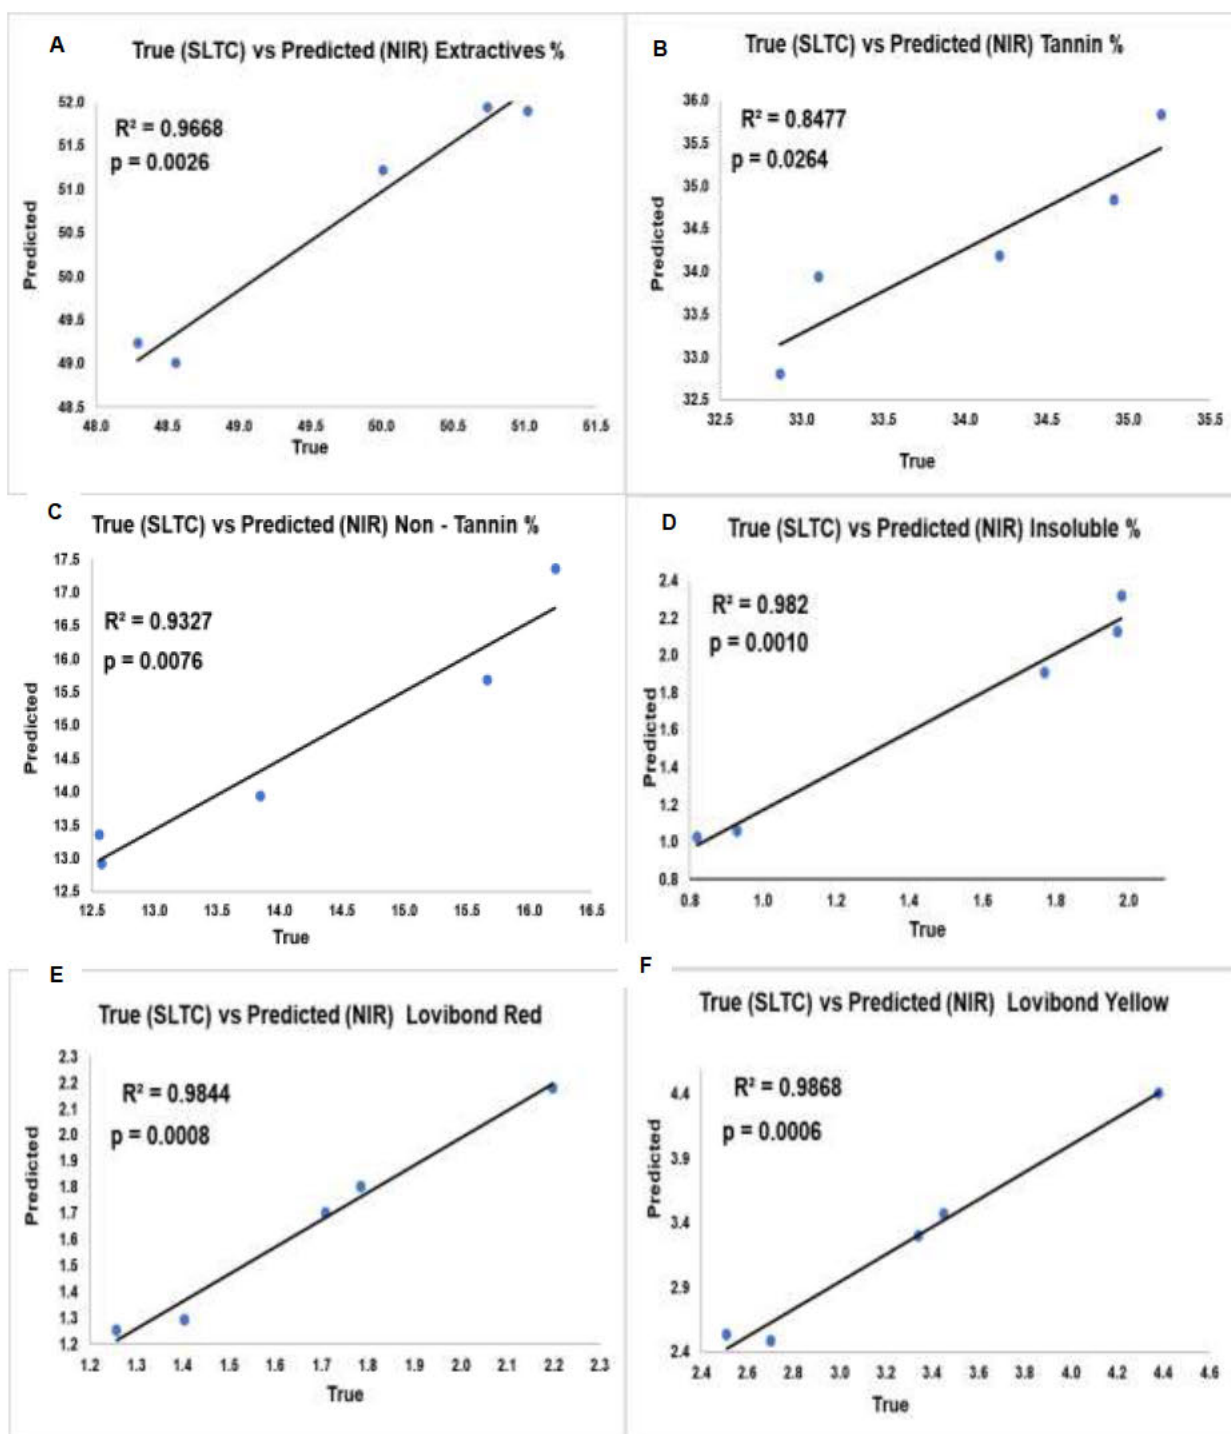 A
True (SLTC) vs Predicted (NIR) Extractives %
R² = 0.9668
p = 0.0026
Predicted
52.0
51.5
51.0
50.5
50.0
49.5
49.0
48.5
48.0 48.5 49.0 49.5 50.0 50.5 51.0 51.5
True
B
True (SLTC) vs Predicted (NIR) Tannin %
R² = 0.8477
p = 0.0264
Predicted
36.0
35.5
35.0
34.5
34.0
33.5
33.0
32.5
32.5 33.0 33.5 34.0 34.5 35.0 35.5
True
C
True (SLTC) vs Predicted (NIR) Non - Tannin %
R² = 0.9327
p = 0.0076
Predicted
17.5
17.0
16.5
16.0
15.5
15.0
14.5
14.0
13.5
13.0
12.5
12.5 13.0 13.5 14.0 14.5 15.0 15.5 16.0 16.5
True
D
True (SLTC) vs Predicted (NIR) Insoluble %
R² = 0.982
p = 0.0010
Predicted
2.4
2.2
2.0
1.8
1.6
1.4
1.2
1.0
0.8
0.8 1.0 1.2 1.4 1.6 1.8 2.0
True
E
True (SLTC) vs Predicted (NIR) Lovibond Red
R² = 0.9844
p = 0.0008
Predicted
2.3
2.2
2.1
2.0
1.9
1.8
1.7
1.6
1.5
1.4
1.3
1.2
1.2 1.3 1.4 1.5 1.6 1.7 1.8 1.9 2.0 2.1 2.2 2.3
True
F
True (SLTC) vs Predicted (NIR) Lovibond Yellow
R² = 0.9868
p = 0.0006
Predicted
4.4
3.9
3.4
2.9
2.4
2.4 2.6 2.8 3.0 3.2 3.4 3.6 3.8 4.0 4.2 4.4 4.6
True